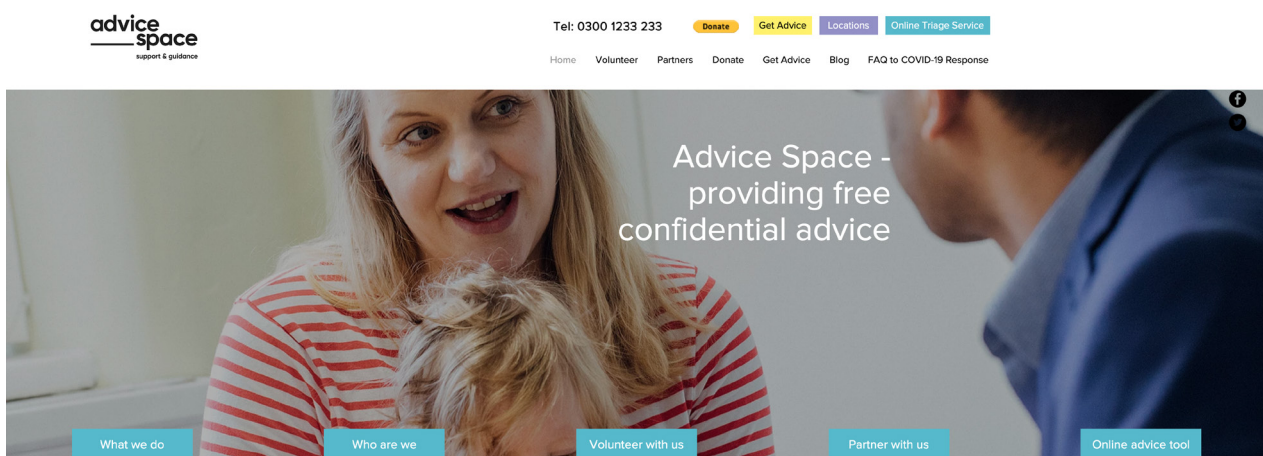 advice
space
support & guidance
Tel: 0300 1233 233
Donate
Get Advice
Locations
Online Triage Service
Home
Volunteer
Partners
Donate
Get Advice
Blog
FAQ to COVID-19 Response
Advice Space -
providing free
confidential advice
What we do
Who are we
Volunteer with us
Partner with us
Online advice tool